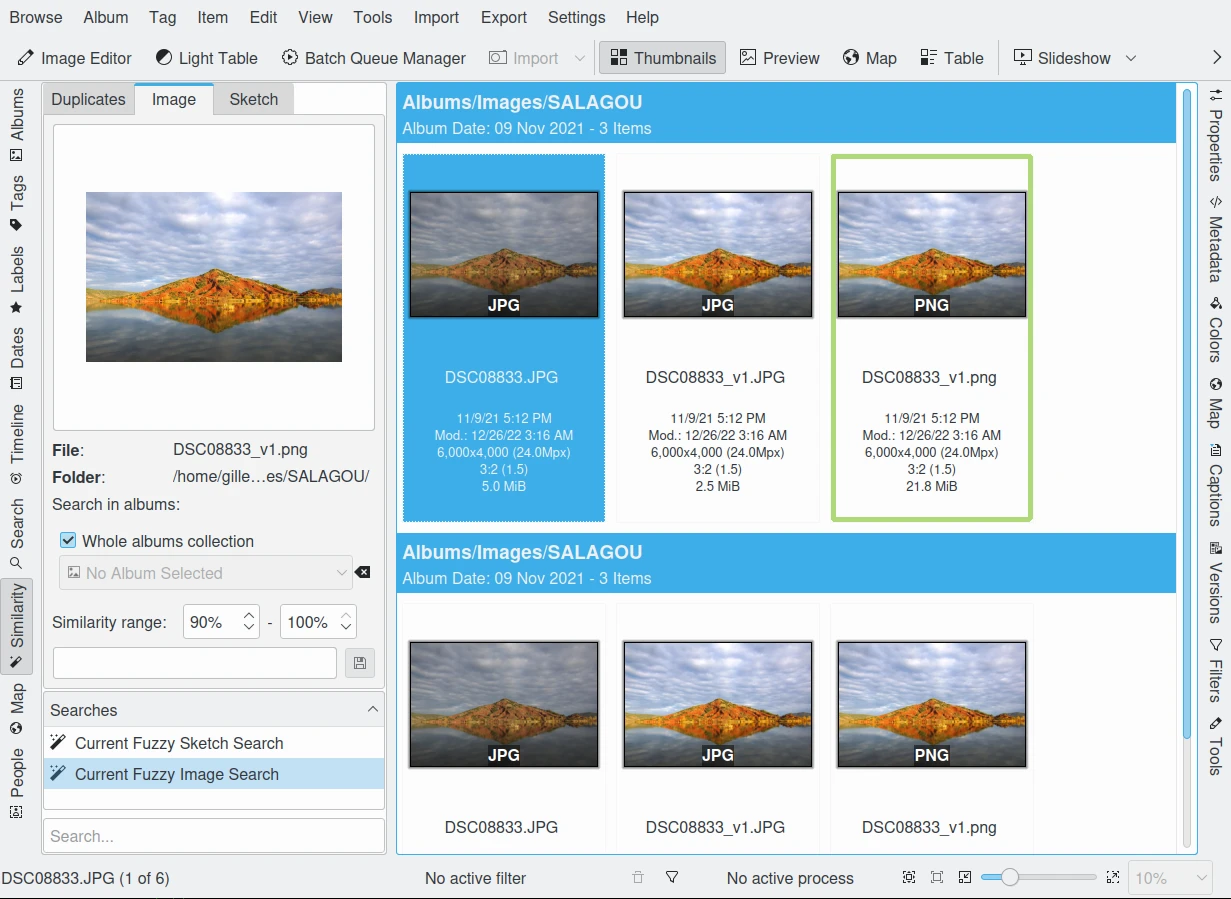 Browse Album Tag Item Edit View Tools Import Export Settings Help
Image Editor Light Table Batch Queue Manager Import Thumbnails Preview Map Table Slideshow
Albums
Tags
Labels
Dates
Timeline
Search
Similarity
Map
People
Duplicates Image Sketch
File: DSC08833_v1.png
Folder: /home/gille...es/SALAGOU/
Search in albums:
Whole albums collection
No Album Selected
Similarity range: 90% - 100%
Searches
Current Fuzzy Sketch Search
Current Fuzzy Image Search
Search...
Albums/Images/SALAGOU
Album Date: 09 Nov 2021 - 3 Items
JPG JPG PNG
DSC08833.JPG DSC08833_v1.JPG DSC08833_v1.png
11/9/21 5:12 PM 11/9/21 5:12 PM 11/9/21 5:12 PM
Mod.: 12/26/22 3:16 AM Mod.: 12/26/22 3:16 AM Mod.: 12/26/22 3:16 AM
6,000x4,000 (24.0Mpx) 6,000x4,000 (24.0Mpx) 6,000x4,000 (24.0Mpx)
3:2 (1.5) 3:2 (1.5) 3:2 (1.5)
5.0 MiB 2.5 MiB 21.8 MiB
Albums/Images/SALAGOU
Album Date: 09 Nov 2021 - 3 Items
JPG JPG PNG
DSC08833.JPG DSC08833_v1.JPG DSC08833_v1.png
Properties
Metadata
Colors
Map
Captions
Versions
Filters
Tools
DSC08833.JPG (1 of 6) No active filter No active process 10%